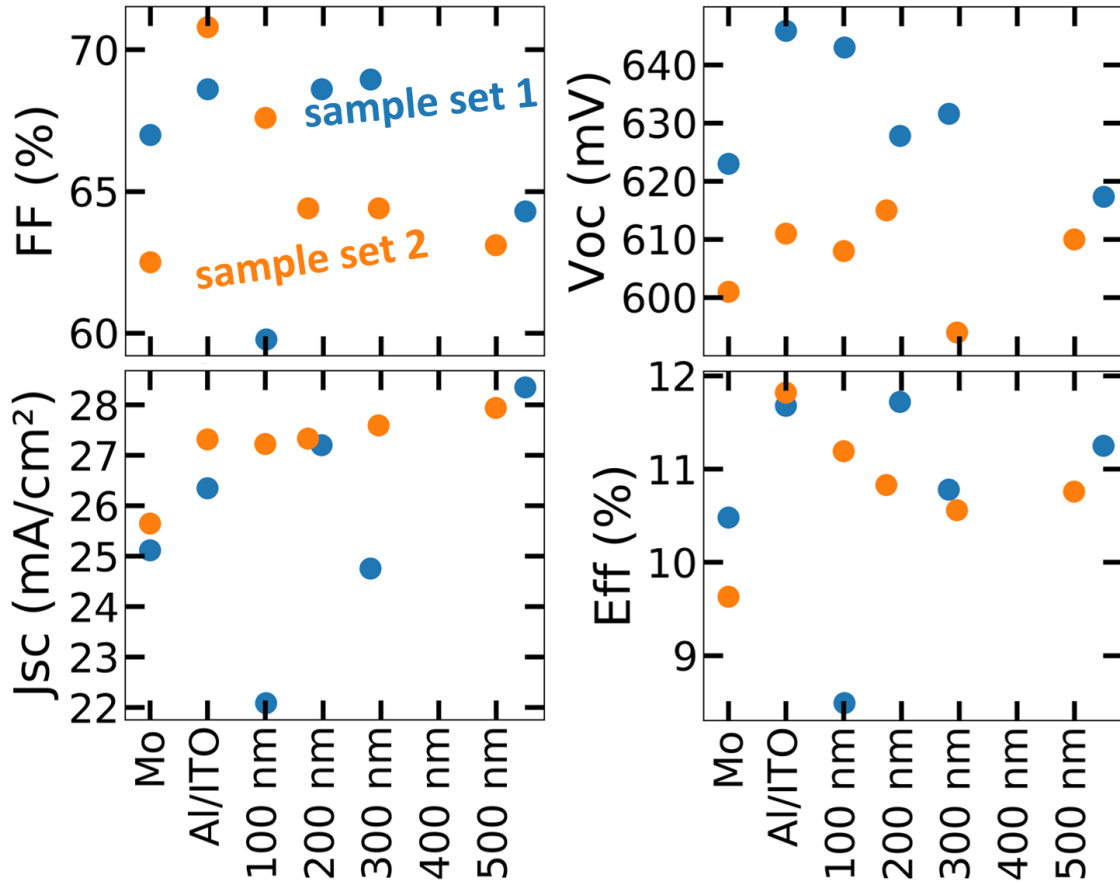 FF (%)
70
65
60
sample set 1
sample set 2
Voc (mV)
640
630
620
610
600
Jsc (mA/cm²)
28
27
26
25
24
23
22
Mo
Al/ITO
100 nm
200 nm
300 nm
400 nm
500 nm
Eff (%)
12
11
10
9
Mo
Al/ITO
100 nm
200 nm
300 nm
400 nm
500 nm